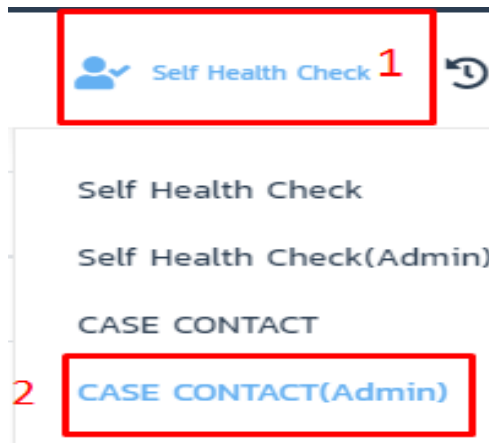 Self Health Check 1
Self Health Check
Self Health Check(Admin)
CASE CONTACT
2 CASE CONTACT(Admin)